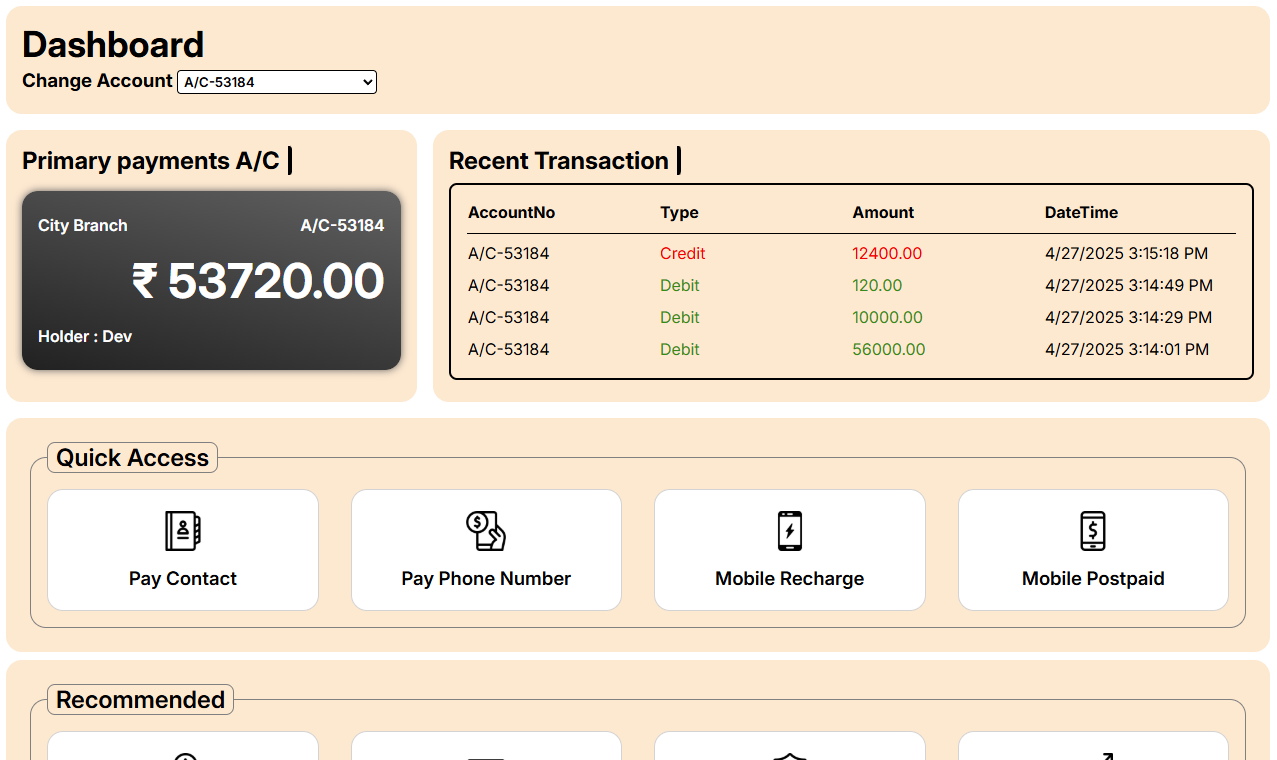 Dashboard
Change Account A/C-53184
Primary payments A/C
City Branch A/C-53184
₹ 53720.00
Holder : Dev
Recent Transaction
AccountNo Type Amount DateTime
A/C-53184 Credit 12400.00 4/27/2025 3:15:18 PM
A/C-53184 Debit 120.00 4/27/2025 3:14:49 PM
A/C-53184 Debit 10000.00 4/27/2025 3:14:29 PM
A/C-53184 Debit 56000.00 4/27/2025 3:14:01 PM
Quick Access
Pay Contact
Pay Phone Number
Mobile Recharge
Mobile Postpaid
Recommended